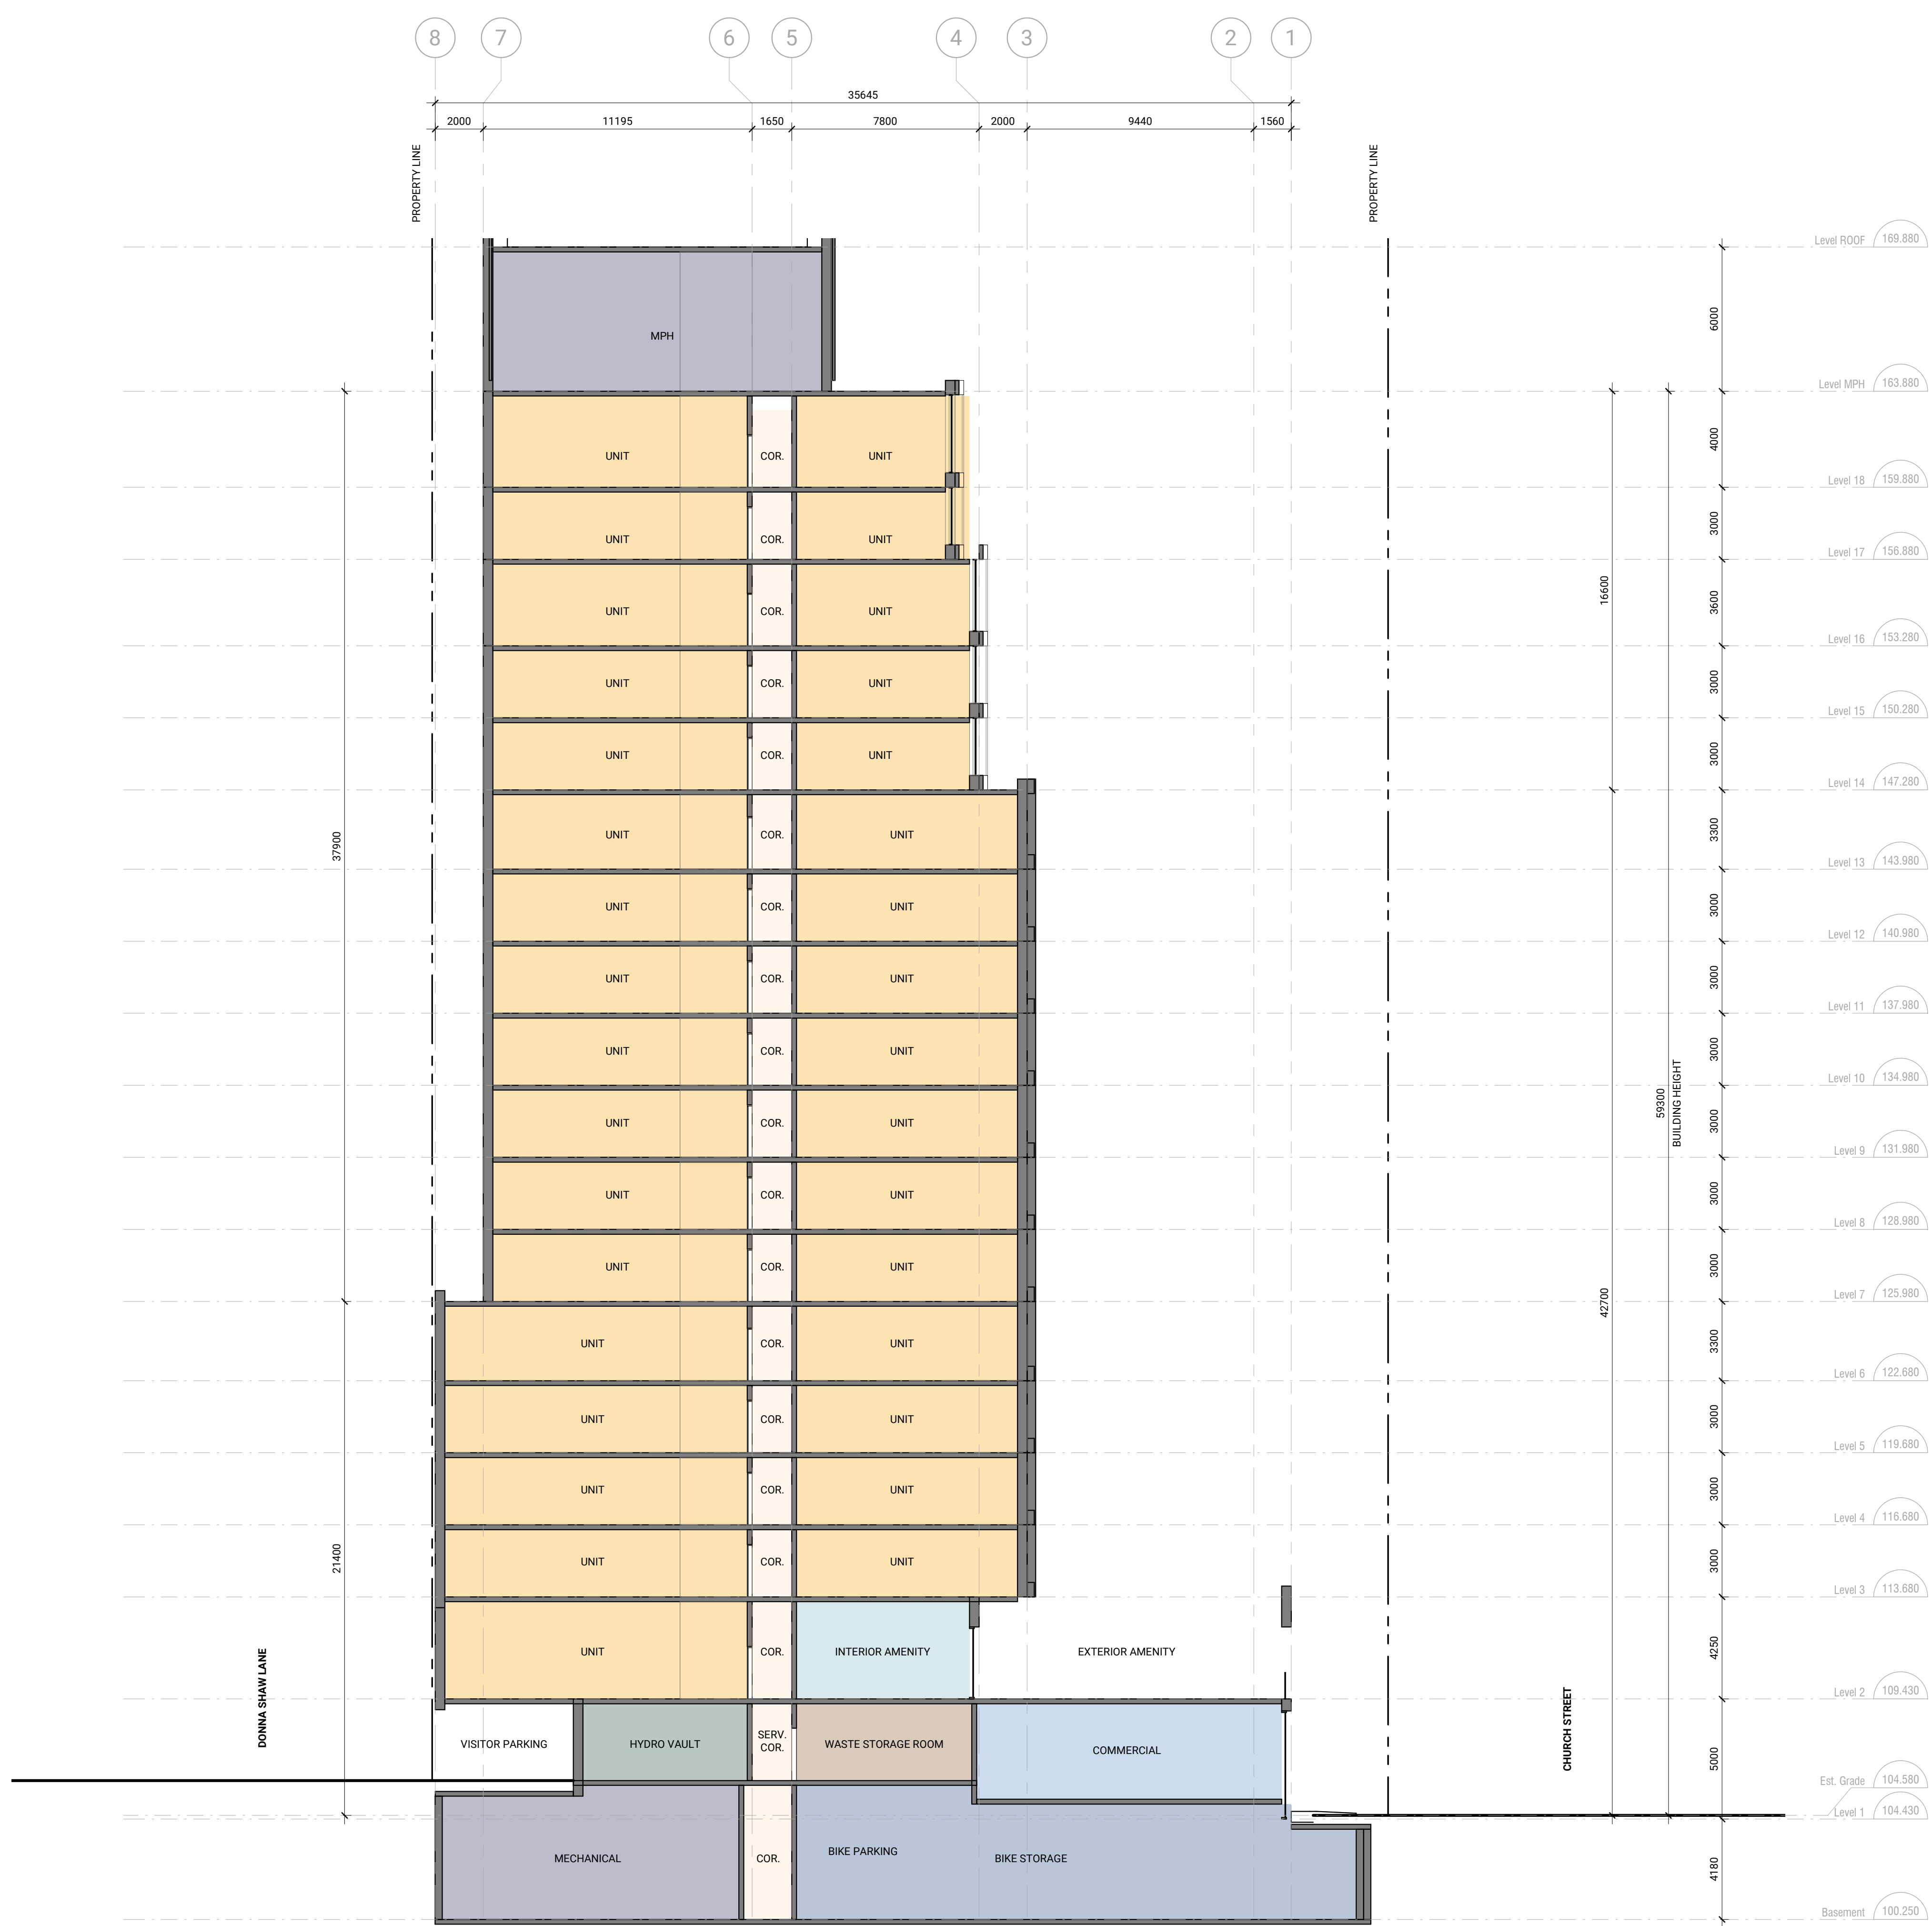 8 7 6 5 4 3 2 1
35645
2000 11195 1650 7800 2000 9440 1560
PROPERTY LINE
PROPERTY LINE
Level ROOF 169.880
6000
MPH
Level MPH 163.880
4000
UNIT COR. UNIT
Level 18 159.880
3000
UNIT COR. UNIT
Level 17 156.880
16600
3600
UNIT COR. UNIT
Level 16 153.280
3000
UNIT COR. UNIT
Level 15 150.280
3000
UNIT COR. UNIT
Level 14 147.280
37900
3300
UNIT COR. UNIT
Level 13 143.980
3000
UNIT COR. UNIT
Level 12 140.980
3000
UNIT COR. UNIT
Level 11 137.980
3000
UNIT COR. UNIT
Level 10 134.980
59300
BUILDING HEIGHT
3000
UNIT COR. UNIT
Level 9 131.980
3000
UNIT COR. UNIT
Level 8 128.980
3000
UNIT COR. UNIT
Level 7 125.980
42700
3300
UNIT COR. UNIT
Level 6 122.680
3000
UNIT COR. UNIT
Level 5 119.680
3000
UNIT COR. UNIT
Level 4 116.680
21400
3000
UNIT COR. UNIT
Level 3 113.680
4250
UNIT COR. INTERIOR AMENITY EXTERIOR AMENITY
Level 2 109.430
DONNA SHAW LANE
CHURCH STREET
5000
VISITOR PARKING HYDRO VAULT SERV.
COR.
WASTE STORAGE ROOM COMMERCIAL
Est. Grade 104.580
Level 1 104.430
4180
MECHANICAL COR. BIKE PARKING BIKE STORAGE
Basement 100.250